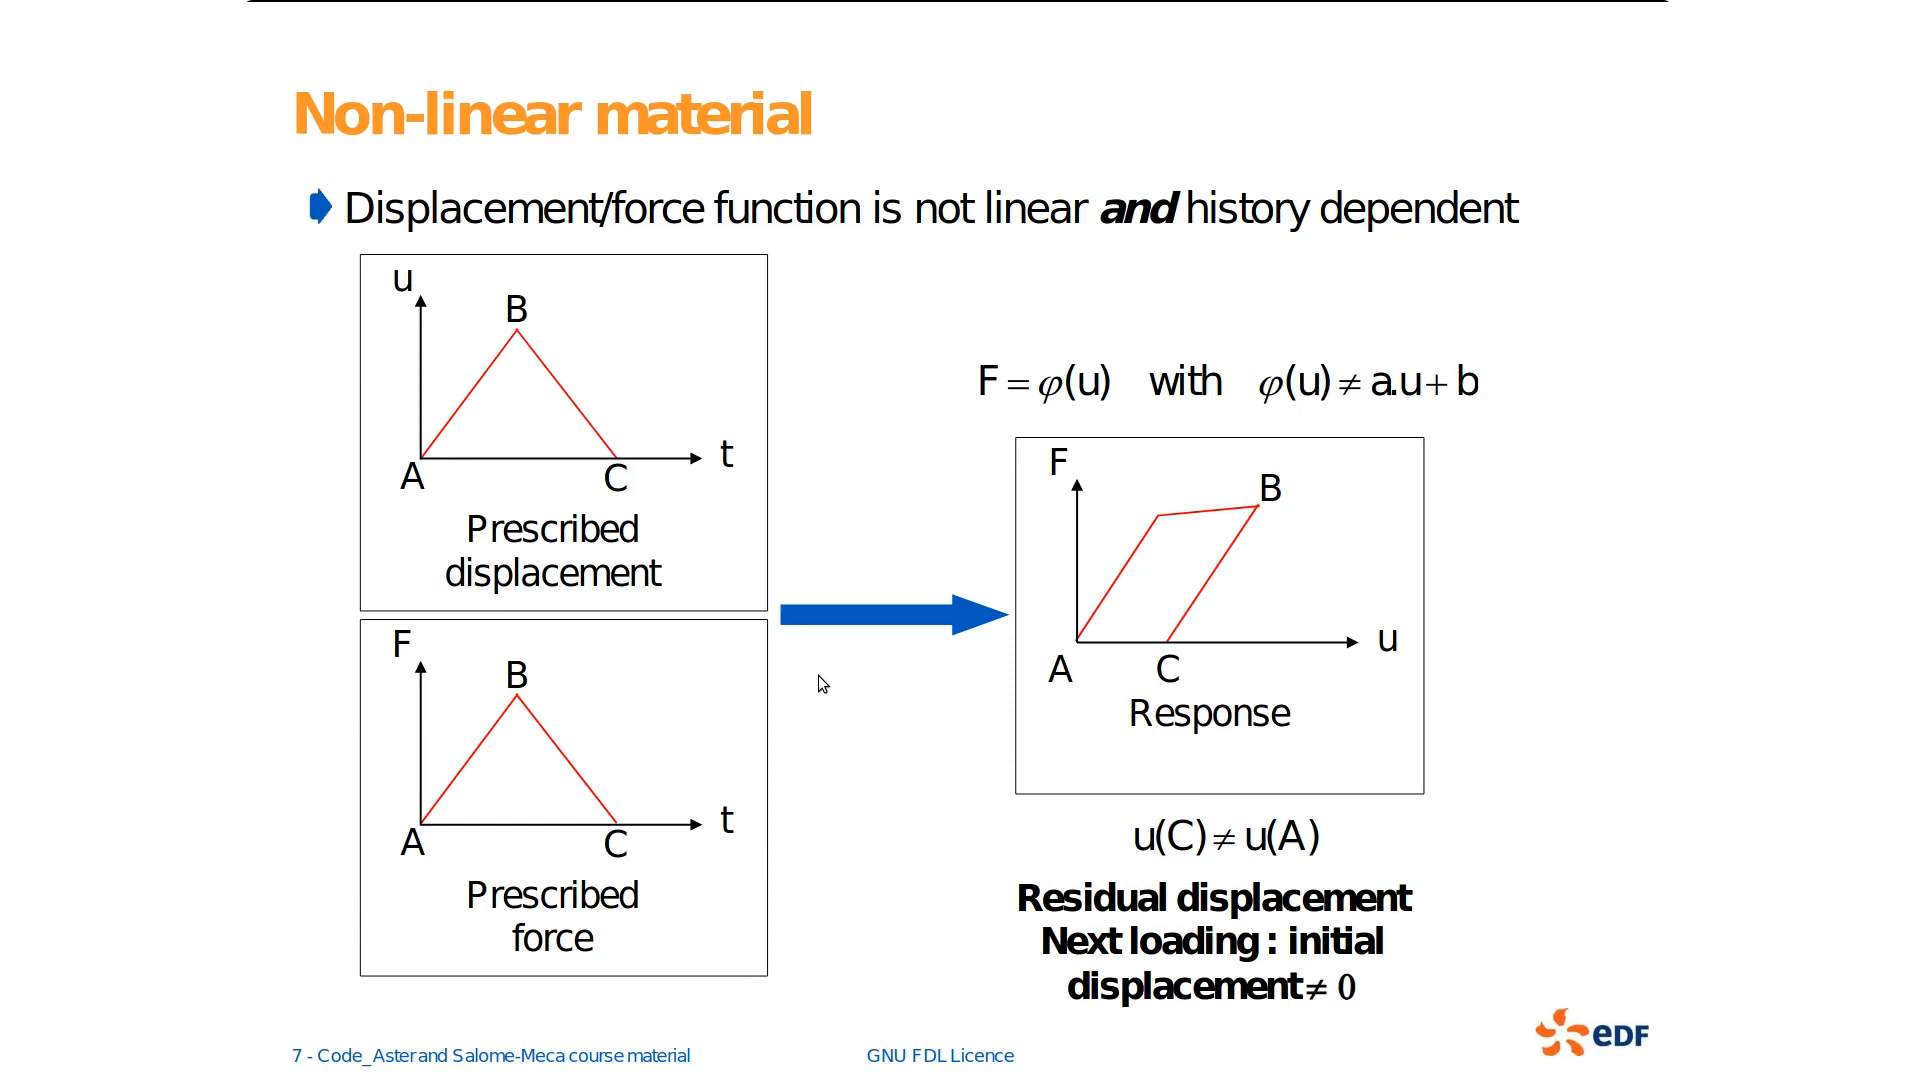 Non-linear material
Displacement/force function is not linear and history dependent
u
B
A
C
t
Prescribed
displacement
F
B
A
C
t
Prescribed
force
F = φ(u) with φ(u) ≠ a.u + b
F
B
u
A
C
Response
u(C) ≠ u(A)
Residual displacement
Next loading : initial
displacement ≠ 0
7 - Code_Aster and Salome-Meca course material
GNU FDL Licence
eDF